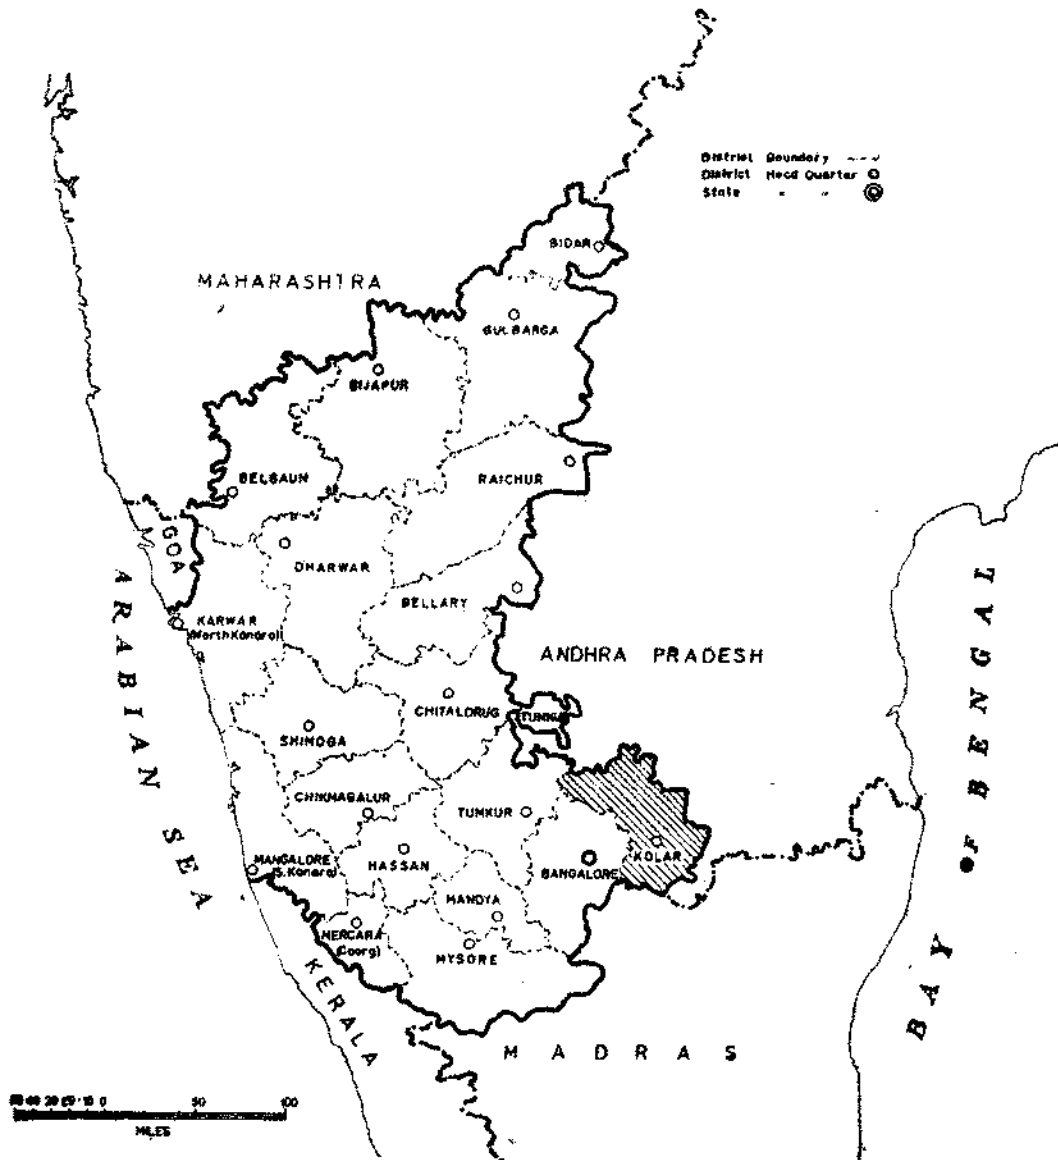 District Boundary
District Head Quarter
State " "
BIDAR
MAHARASHTRA
GULBARGA
BIJAPUR
BELGAUM
RAICHUR
GOA
DHARWAR
BELLARY
KARWAR
(North Kanara)
ANDHRA PRADESH
ARABIAN SEA
CHITALDRUG
TUMKUR
SHIMOGA
CHIKMAGALUR
TUMKUR
MANGALORE
(S.Kanara)
HASSAN
BANGALORE
KOLAR
MANDYA
MERCARA
(Coorg)
MYSORE
KERALA
MADRAS
BAY OF BENGAL
0 50 100
MILES